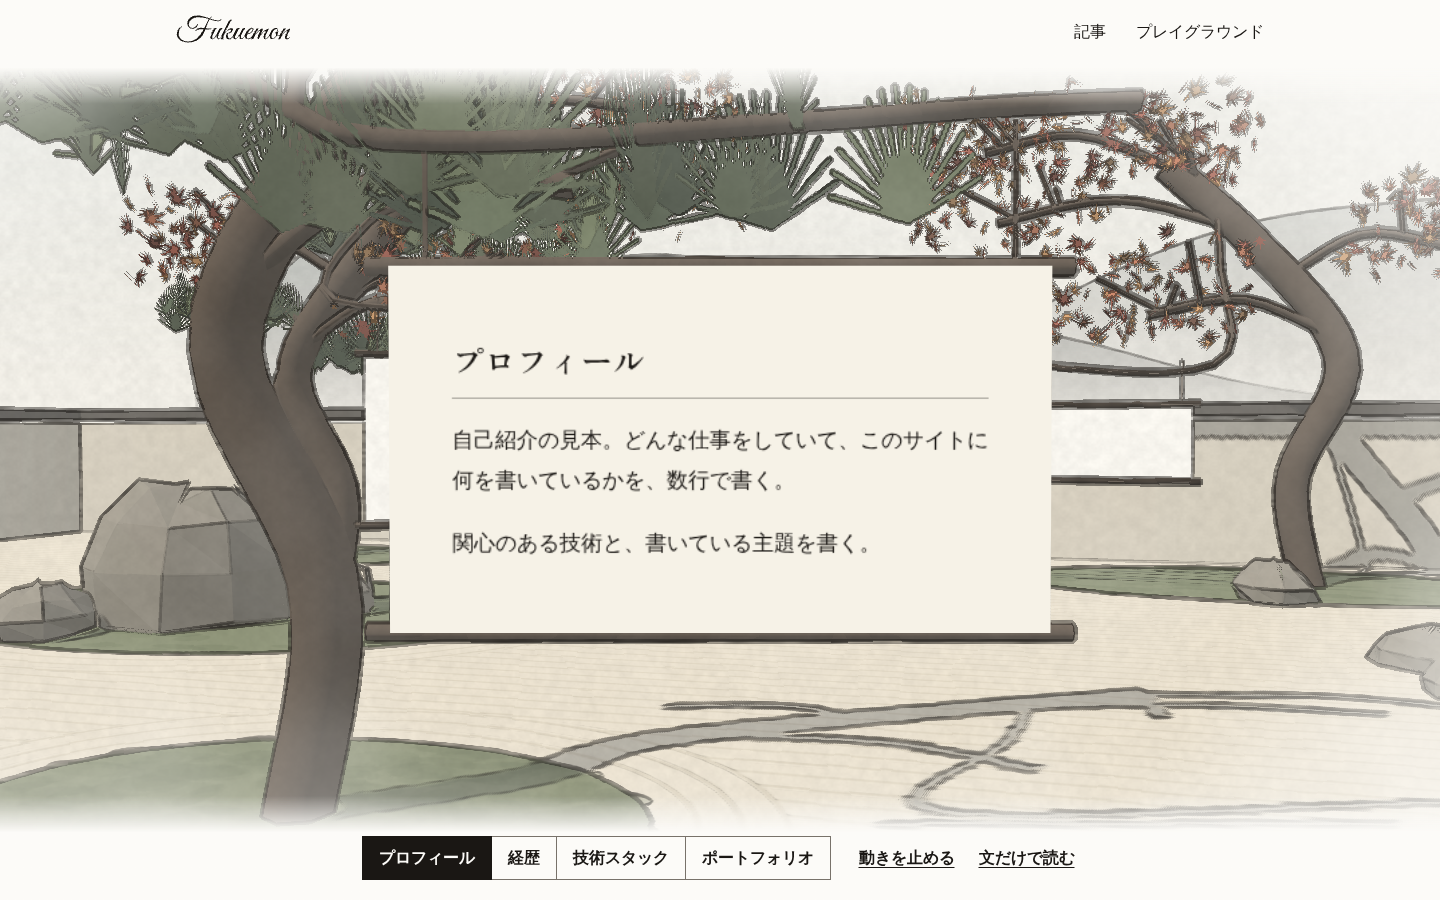 Fukuemon
記事 プレイグラウンド
プロフィール
自己紹介の見本。どんな仕事をしていて、このサイトに
何を書いているかを、数行で書く。
関心のある技術と、書いている主題を書く。
プロフィール 経歴 技術スタック ポートフォリオ 動きを止める 文だけで読む